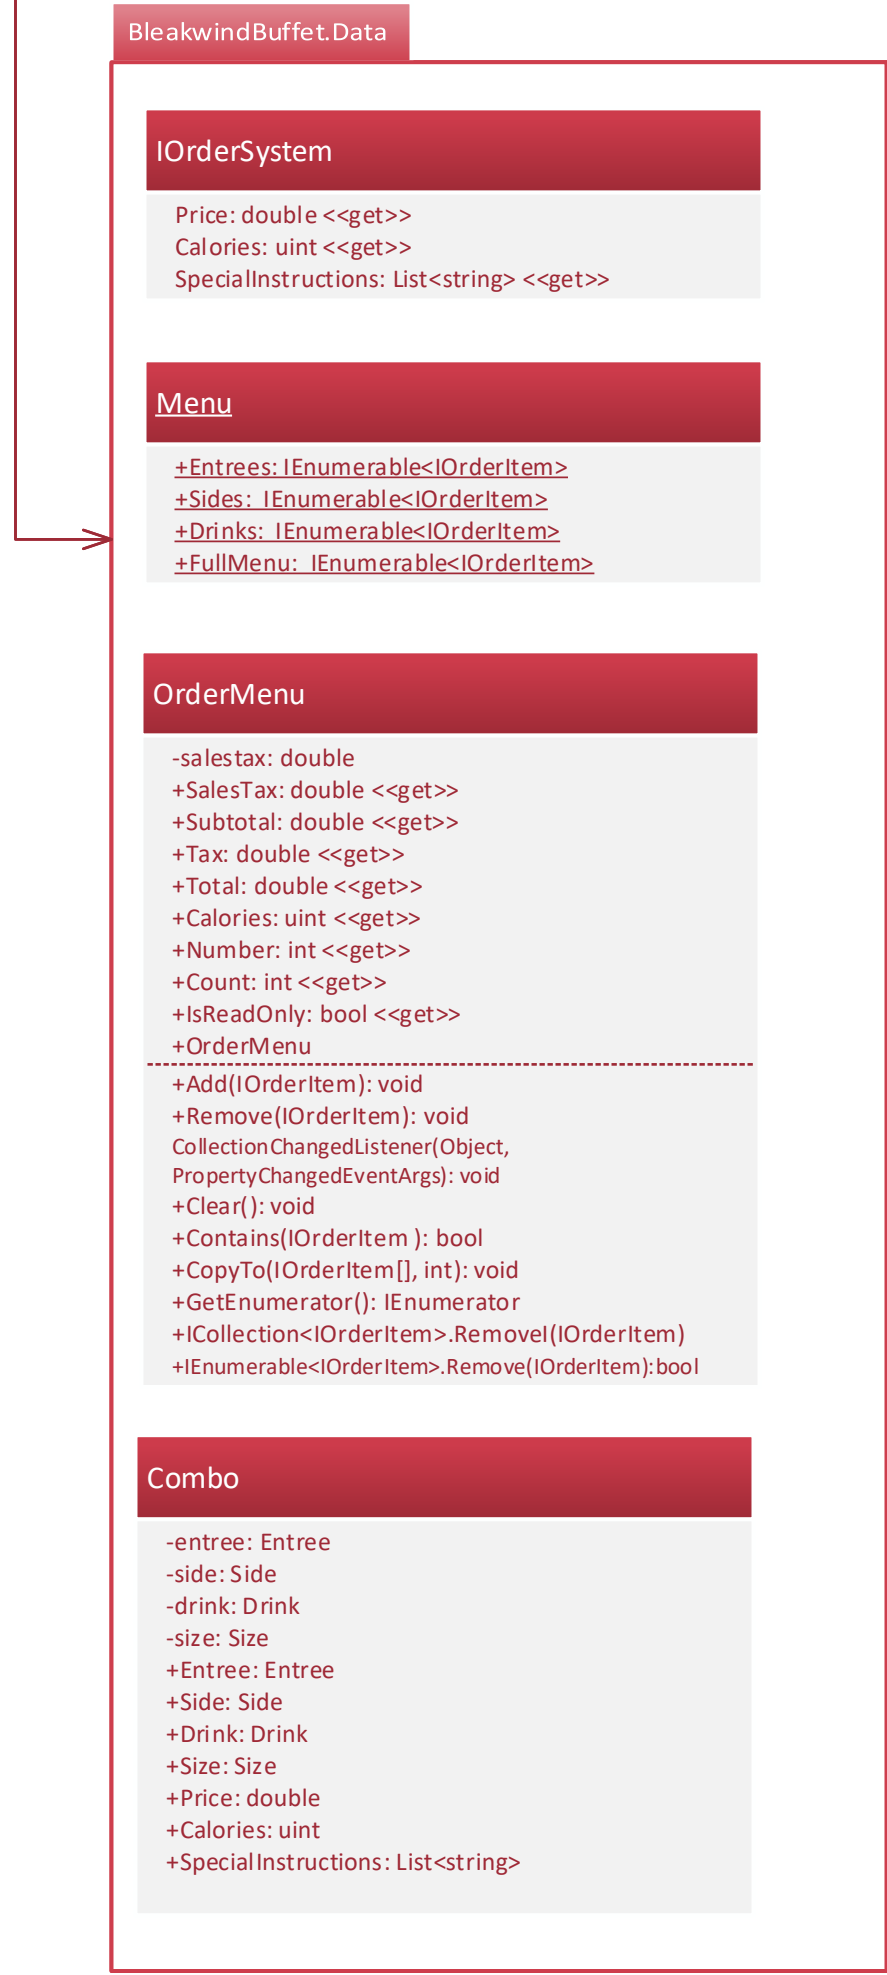 BleakwindBuffet.Data
IOrderSystem
Price: double <<get>>
Calories: uint <<get>>
SpecialInstructions: List<string> <<get>>
Menu
+Entrees: IEnumerable<IOrderItem>
+Sides: IEnumerable<IOrderItem>
+Drinks: IEnumerable<IOrderItem>
+FullMenu: IEnumerable<IOrderItem>
OrderMenu
-salestax: double
+SalesTax: double <<get>>
+Subtotal: double <<get>>
+Tax: double <<get>>
+Total: double <<get>>
+Calories: uint <<get>>
+Number: int <<get>>
+Count: int <<get>>
+IsReadOnly: bool <<get>>
+OrderMenu
+Add(IOrderItem): void
+Remove(IOrderItem): void
CollectionChangedListener(Object,
PropertyChangedEventArgs): void
+Clear(): void
+Contains(IOrderItem ): bool
+CopyTo(IOrderItem[], int): void
+GetEnumerator(): IEnumerator
+ICollection<IOrderItem>.RemoveI(IOrderItem)
+IEnumerable<IOrderItem>.Remove(IOrderItem):bool
Combo
-entree: Entree
-side: Side
-drink: Drink
-size: Size
+Entree: Entree
+Side: Side
+Drink: Drink
+Size: Size
+Price: double
+Calories: uint
+SpecialInstructions: List<string>